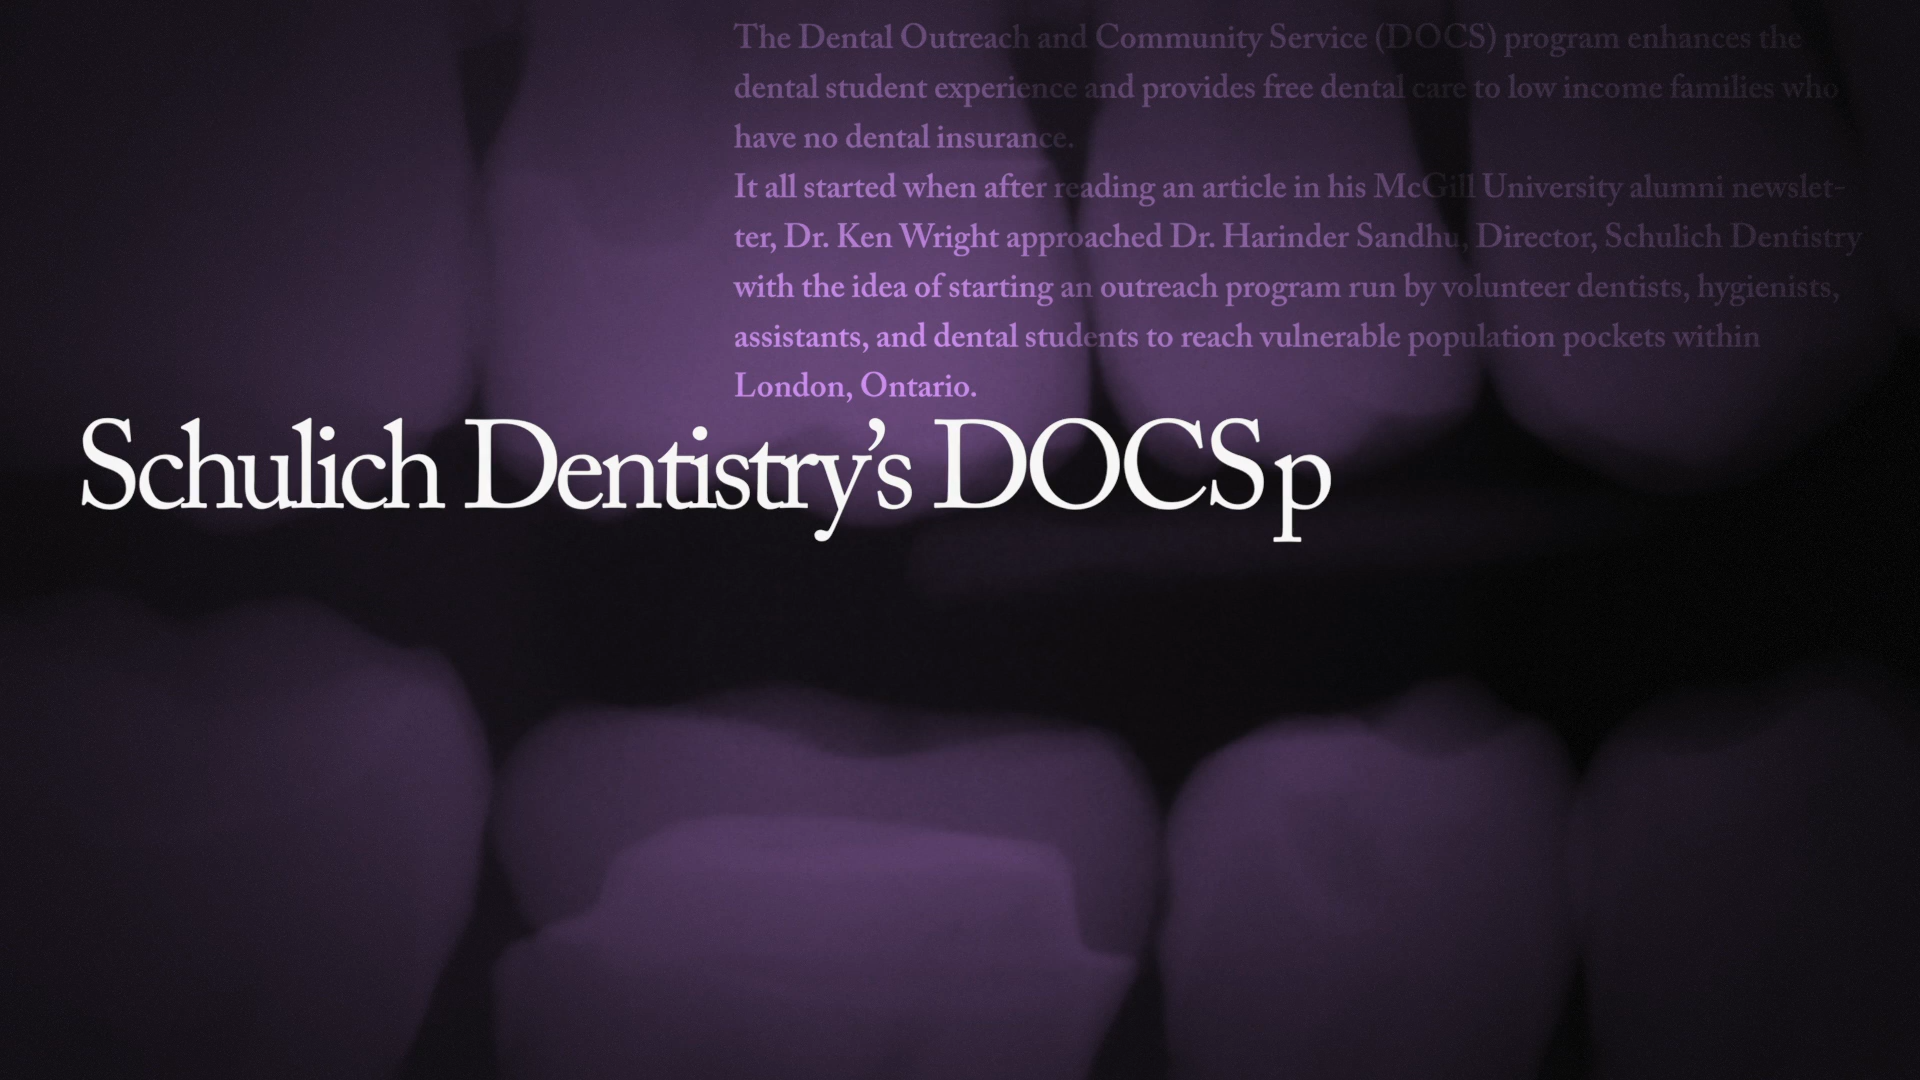 The Dental Outreach and Community Service (DOCS) program enhances the
dental student experience and provides free dental care to low income families who
have no dental insurance.
It all started when after reading an article in his McGill University alumni newslet-
ter, Dr. Ken Wright approached Dr. Harinder Sandhu, Director, Schulich Dentistry
with the idea of starting an outreach program run by volunteer dentists, hygienists,
assistants, and dental students to reach vulnerable population pockets within
London, Ontario.
Schulich Dentistry’s DOCS p